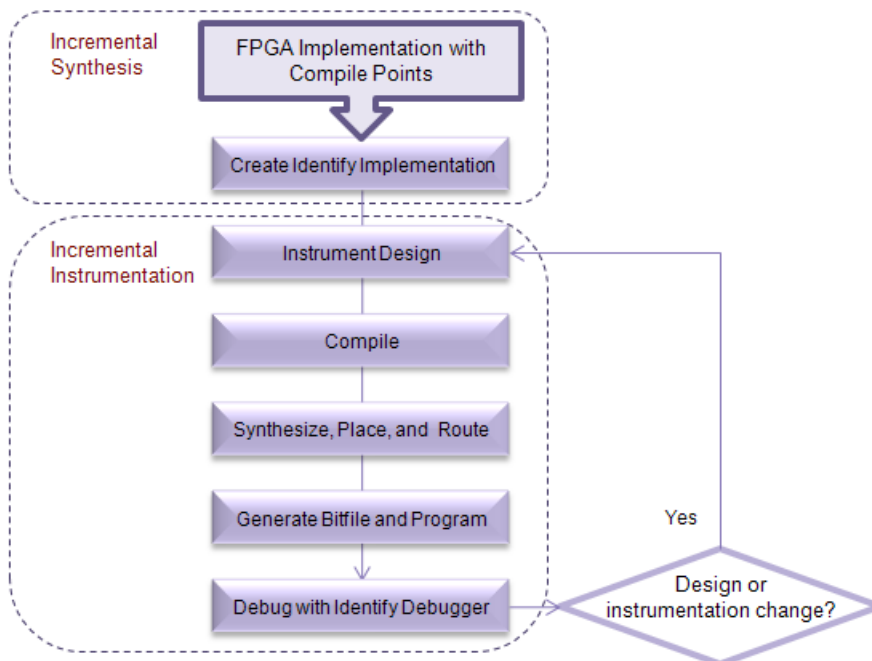 Incremental
Synthesis
FPGA Implementation with
Compile Points
Create Identify Implementation
Incremental
Instrumentation
Instrument Design
Compile
Synthesize, Place, and Route
Generate Bitfile and Program
Debug with Identify Debugger
Yes
Design or
instrumentation change?